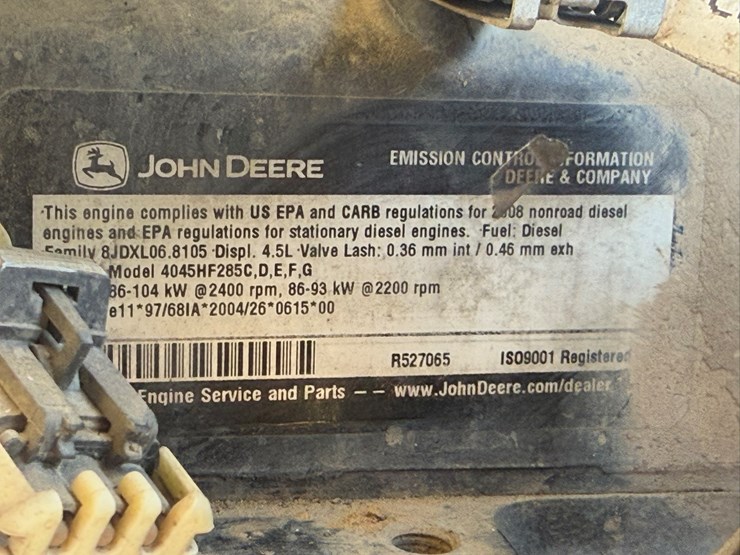 JOHN DEERE
EMISSION CONTROL INFORMATION
DEERE & COMPANY
·This engine complies with US EPA and CARB regulations for 2008 nonroad diesel
engines and EPA regulations for stationary diesel engines. ·Fuel: Diesel
Family 8JDXL06.8105 ·Displ. 4.5L ·Valve Lash: 0.36 mm int / 0.46 mm exh
Model 4045HF285C,D,E,F,G
86-104 kW @2400 rpm, 86-93 kW @2200 rpm
e11*97/68IA*2004/26*0615*00
R527065 ISO9001 Registered
Engine Service and Parts -- www.JohnDeere.com/dealer